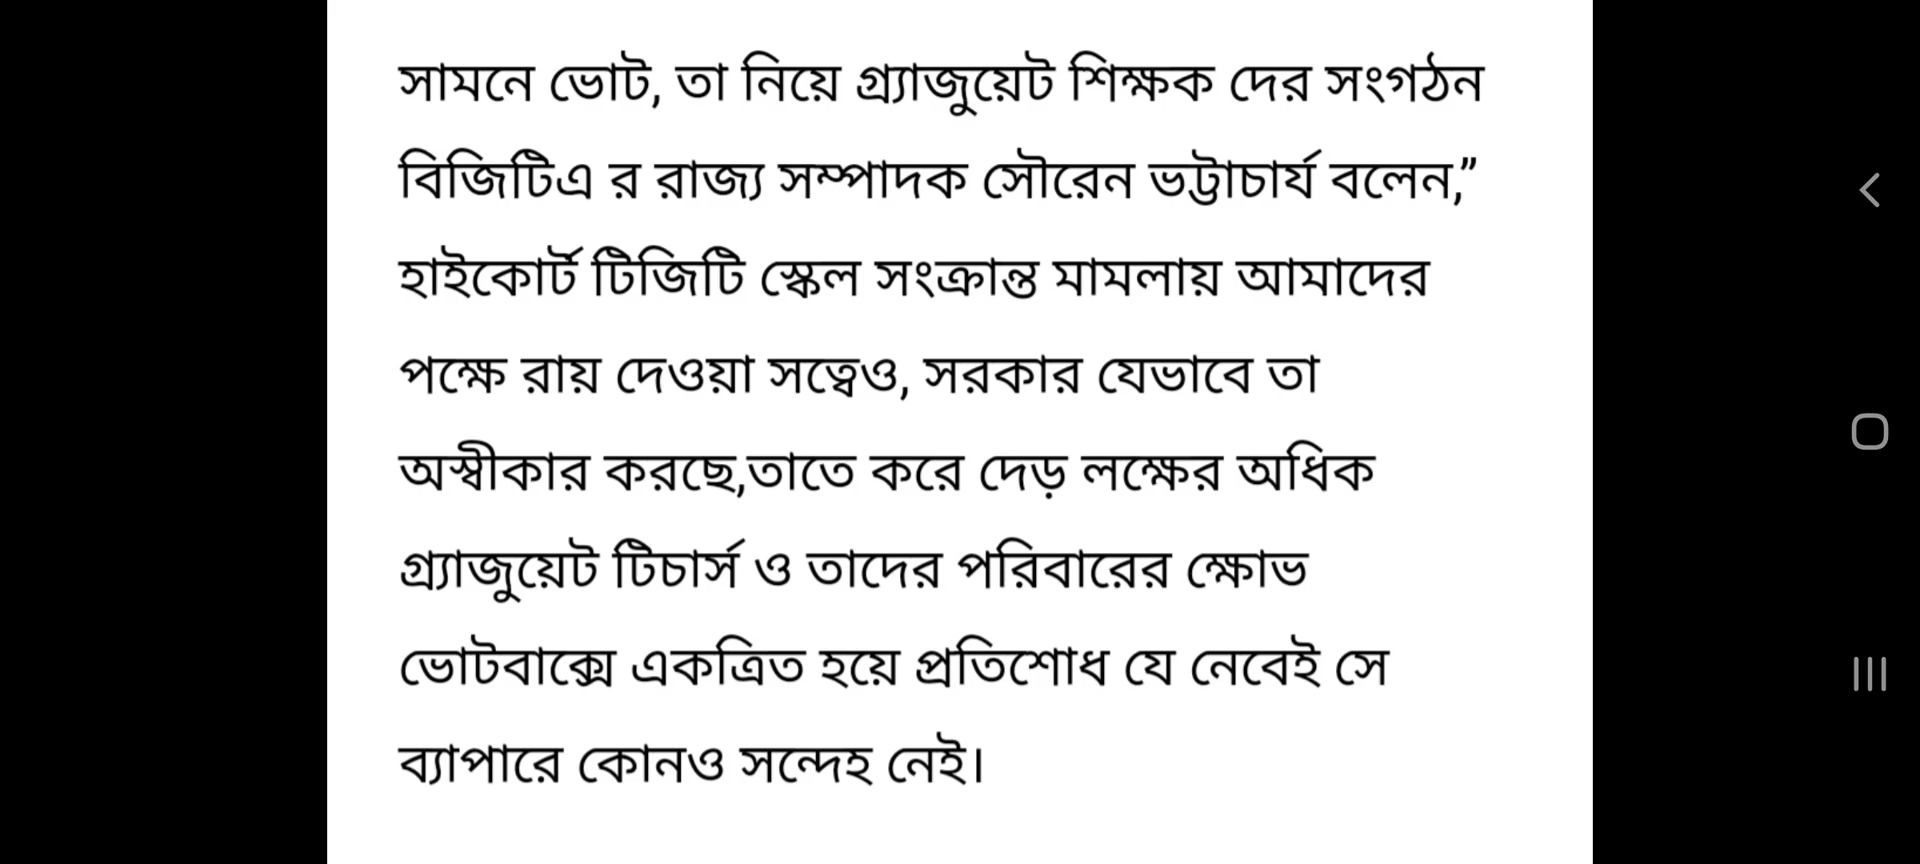 সামনে ভোট, তা নিয়ে গ্র্যাজুয়েট শিক্ষক দের সংগঠন
বিজিটিএ র রাজ্য সম্পাদক সৌরেন ভট্টাচার্য বলেন,”
হাইকোর্ট টিজিটি স্কেল সংক্রান্ত মামলায় আমাদের
পক্ষে রায় দেওয়া সত্বেও, সরকার যেভাবে তা
অস্বীকার করছে,তাতে করে দেড় লক্ষের অধিক
গ্র্যাজুয়েট টিচার্স ও তাদের পরিবারের ক্ষোভ
ভোটবাক্সে একত্রিত হয়ে প্রতিশোধ যে নেবেই সে
ব্যাপারে কোনও সন্দেহ নেই।